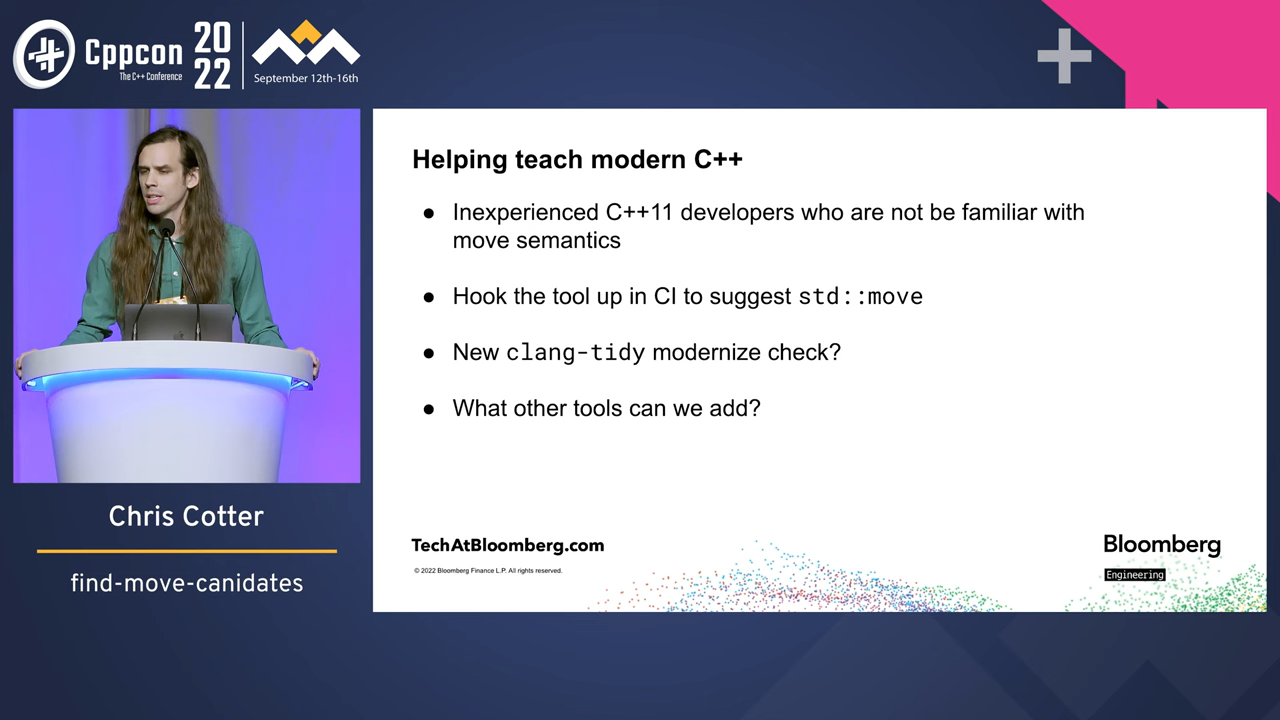 Cppcon
The C++ Conference
20
22
September 12th-16th
Chris Cotter
find-move-canidates
Helping teach modern C++
● Inexperienced C++11 developers who are not be familiar with
move semantics
● Hook the tool up in CI to suggest std::move
● New clang-tidy modernize check?
● What other tools can we add?
TechAtBloomberg.com
© 2022 Bloomberg Finance L.P. All rights reserved.
Bloomberg
Engineering